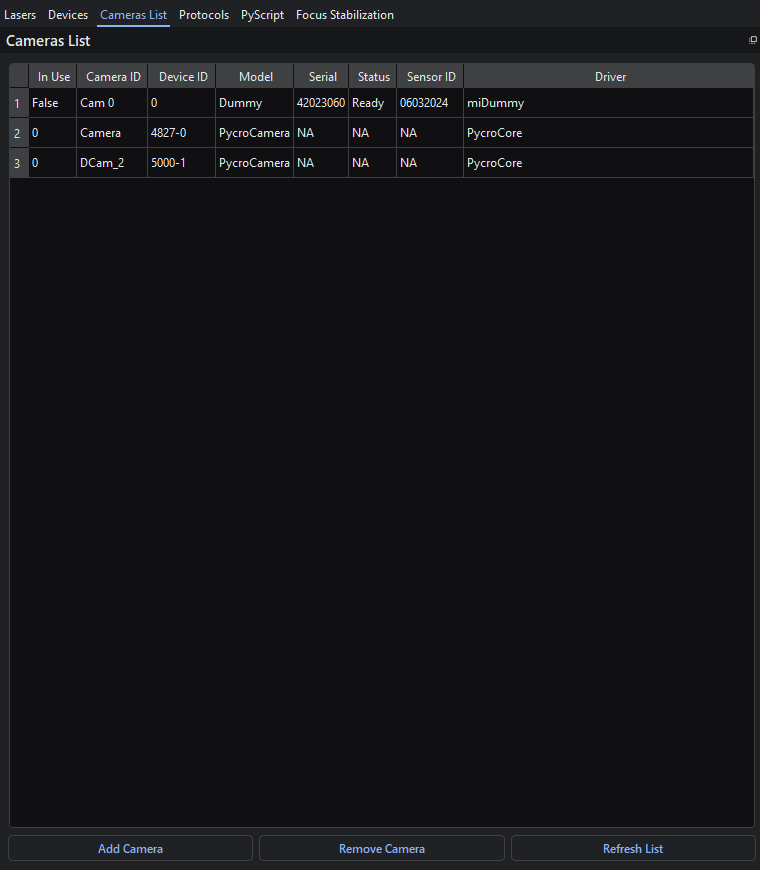 Lasers Devices Cameras List Protocols PyScript Focus Stabilization
Cameras List
In Use Camera ID Device ID Model Serial Status Sensor ID Driver
1 False Cam 0 0 Dummy 42023060 Ready 06032024 miDummy
2 0 Camera 4827-0 PycroCamera NA NA NA PycroCore
3 0 DCam_2 5000-1 PycroCamera NA NA NA PycroCore
Add Camera Remove Camera Refresh List